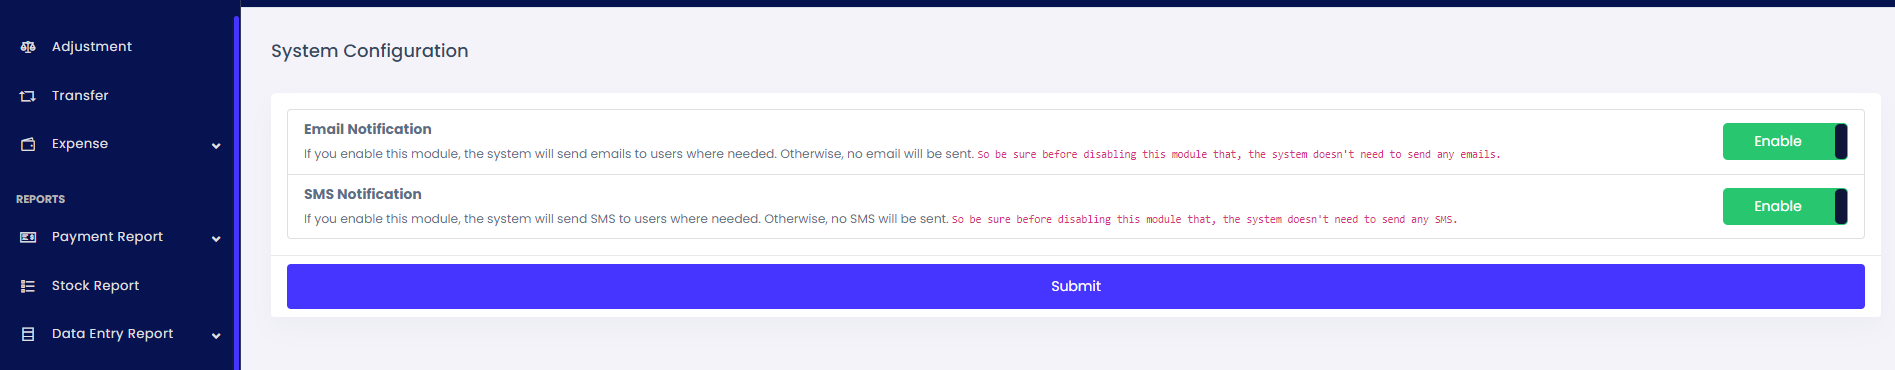 Adjustment
Transfer
Expense
REPORTS
Payment Report
Stock Report
Data Entry Report
System Configuration
Email Notification
If you enable this module, the system will send emails to users where needed. Otherwise, no email will be sent. So be sure before disabling this module that, the system doesn't need to send any emails.
Enable
SMS Notification
If you enable this module, the system will send SMS to users where needed. Otherwise, no SMS will be sent. So be sure before disabling this module that, the system doesn't need to send any SMS.
Enable
Submit